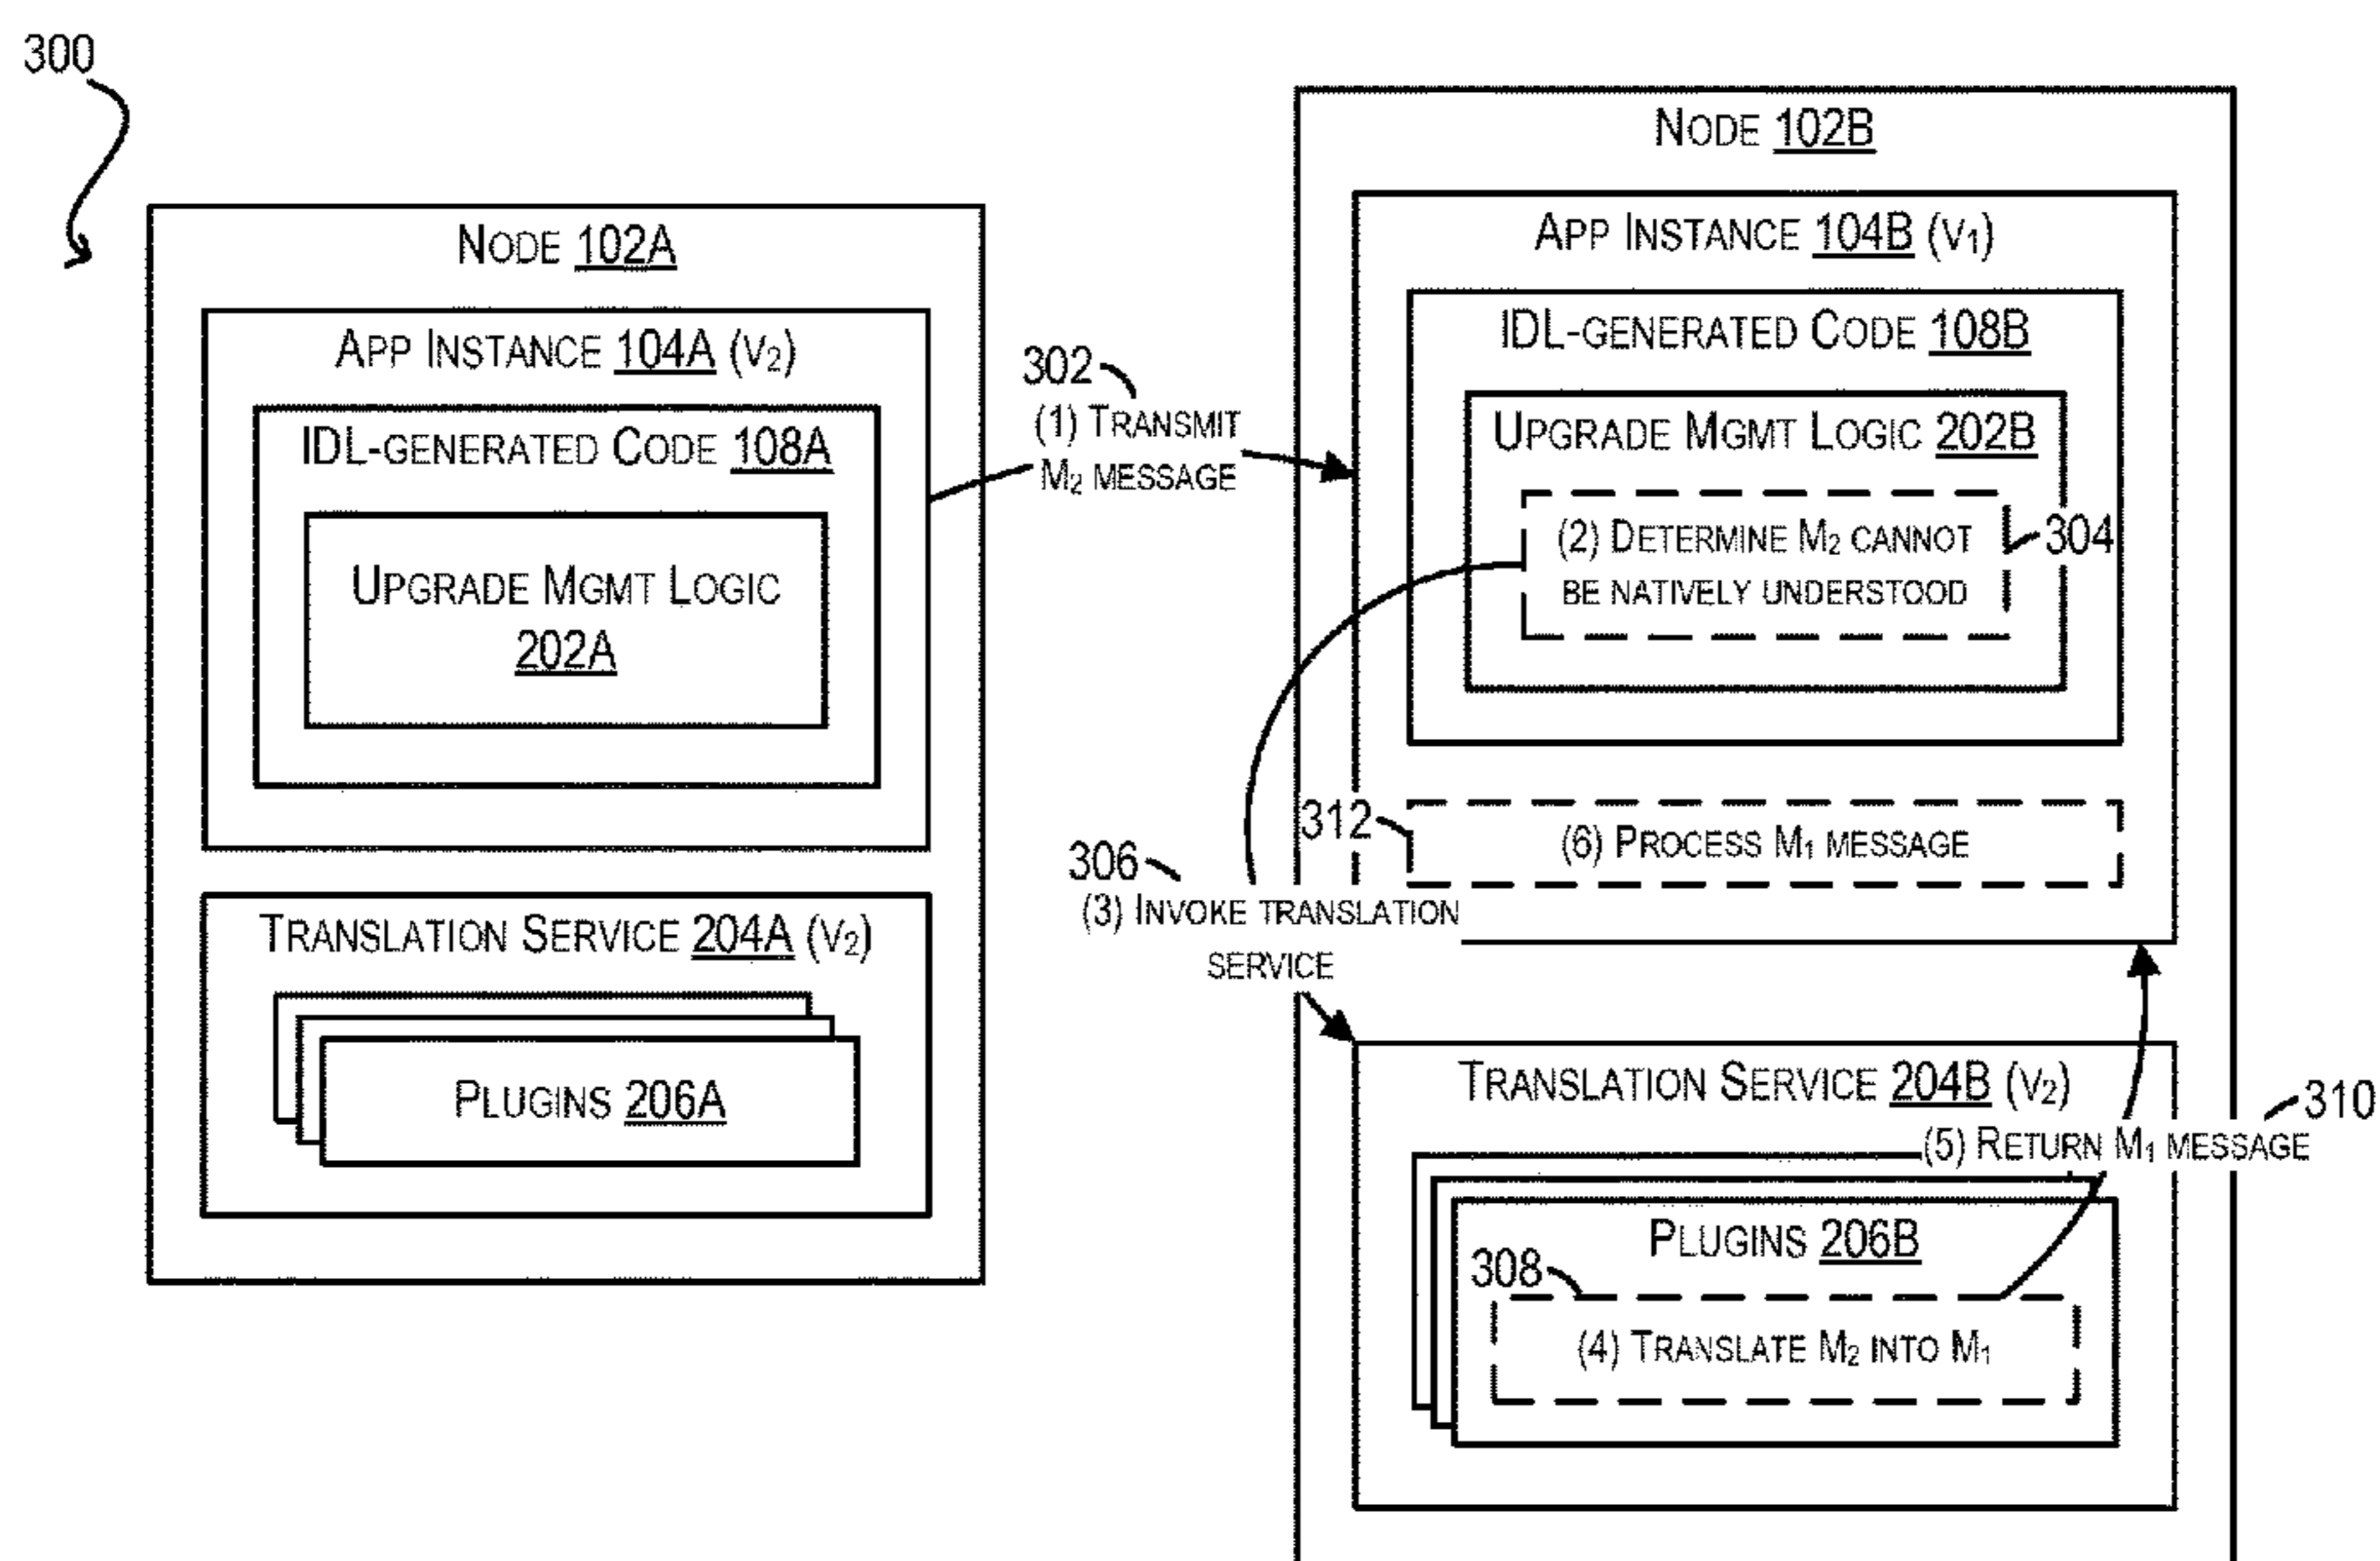 300
NODE 102A
APP INSTANCE 104A (V₂)
IDL-GENERATED CODE 108A
UPGRADE MGMT LOGIC
202A
TRANSLATION SERVICE 204A (V₂)
PLUGINS 206A
302
(1) TRANSMIT
M₂ MESSAGE
NODE 102B
APP INSTANCE 104B (V₁)
IDL-GENERATED CODE 108B
UPGRADE MGMT LOGIC 202B
(2) DETERMINE M₂ CANNOT
BE NATIVELY UNDERSTOOD
304
312
(6) PROCESS M₁ MESSAGE
306
(3) INVOKE TRANSLATION
SERVICE
TRANSLATION SERVICE 204B (V₂)
310
(5) RETURN M₁ MESSAGE
PLUGINS 206B
308
(4) TRANSLATE M₂ INTO M₁